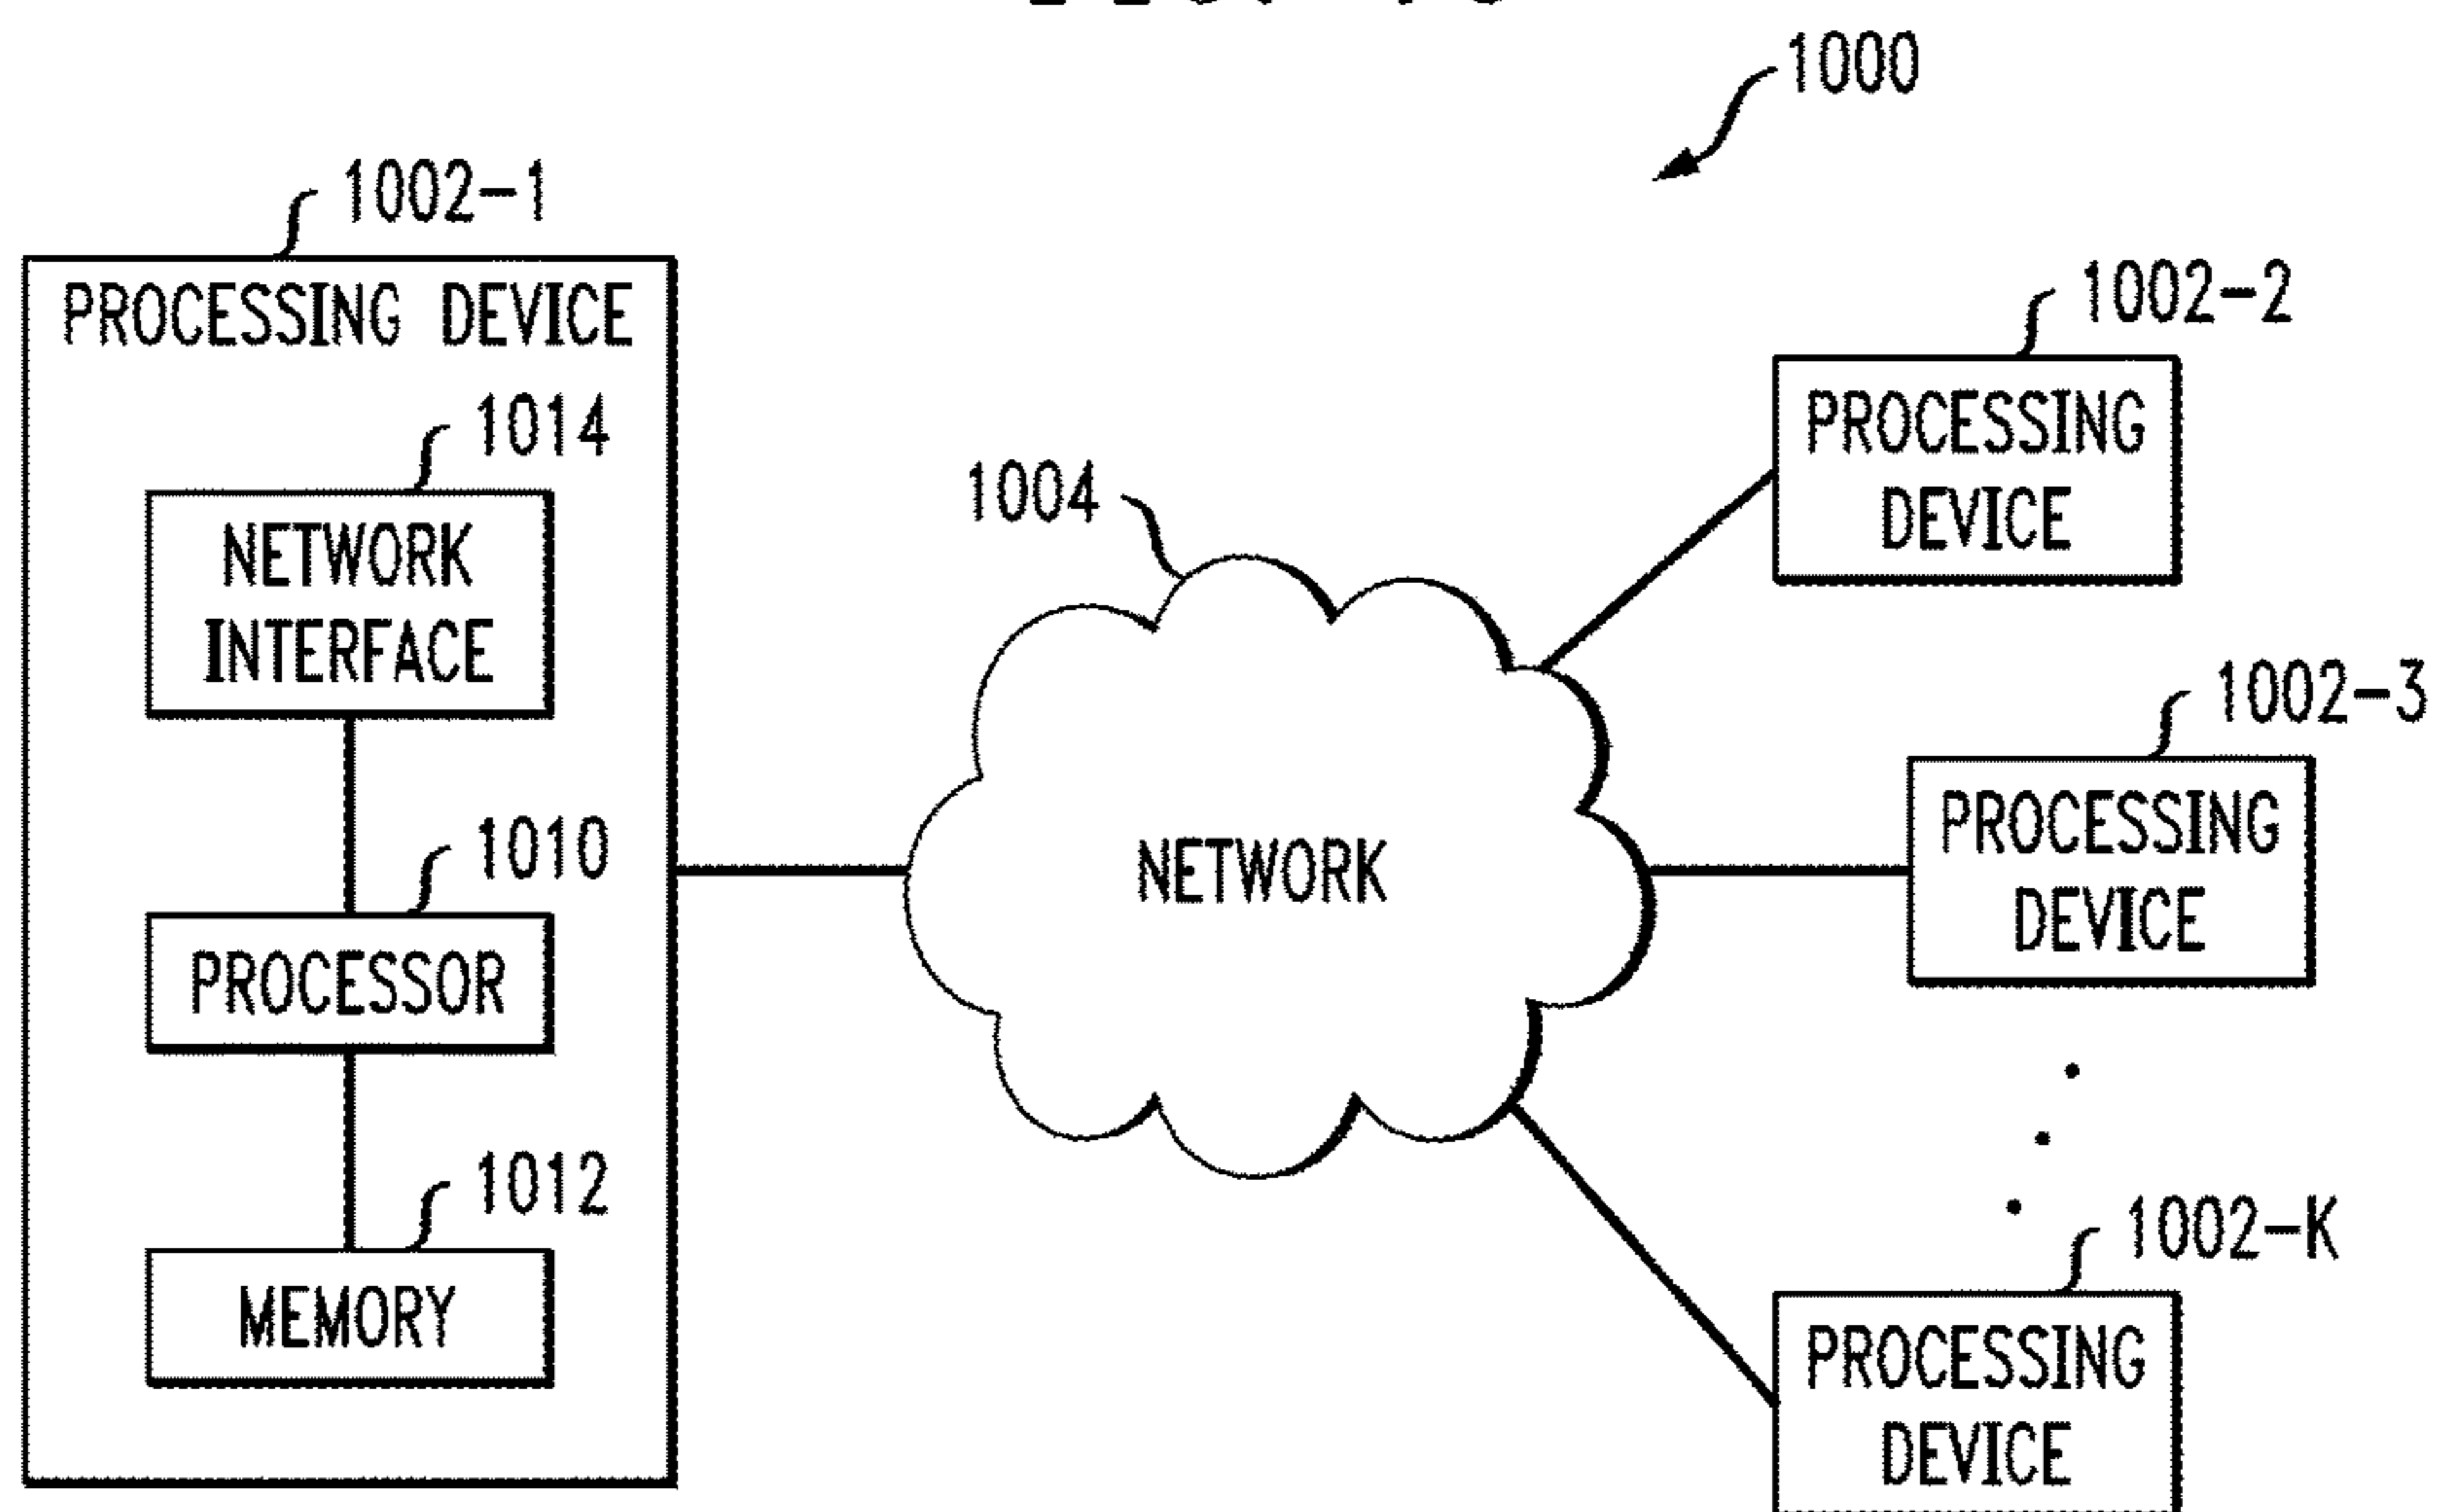 1000
1002-1
PROCESSING DEVICE
1014
NETWORK
INTERFACE
1010
PROCESSOR
1012
MEMORY
1004
NETWORK
1002-2
PROCESSING
DEVICE
1002-3
PROCESSING
DEVICE
1002-K
PROCESSING
DEVICE